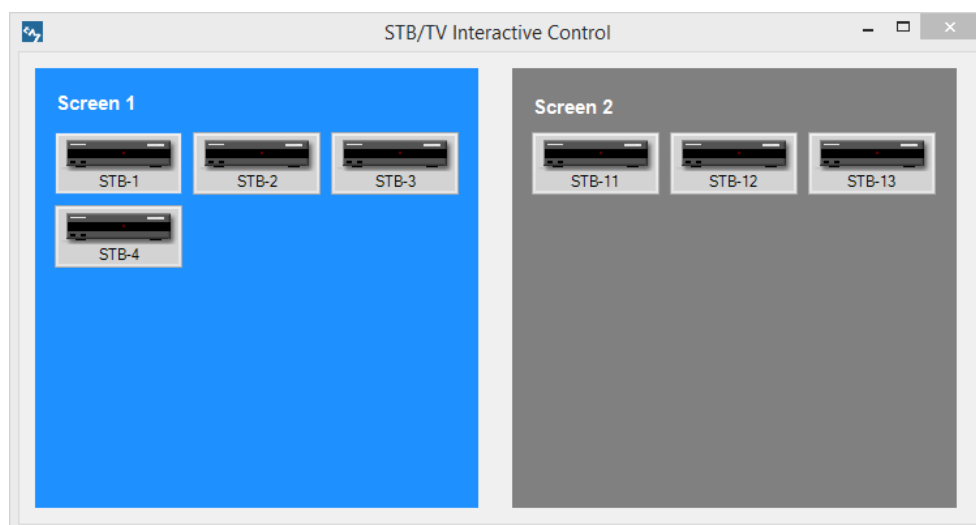 STB/TV Interactive Control
Screen 1
STB-1 STB-2 STB-3
STB-4
Screen 2
STB-11 STB-12 STB-13